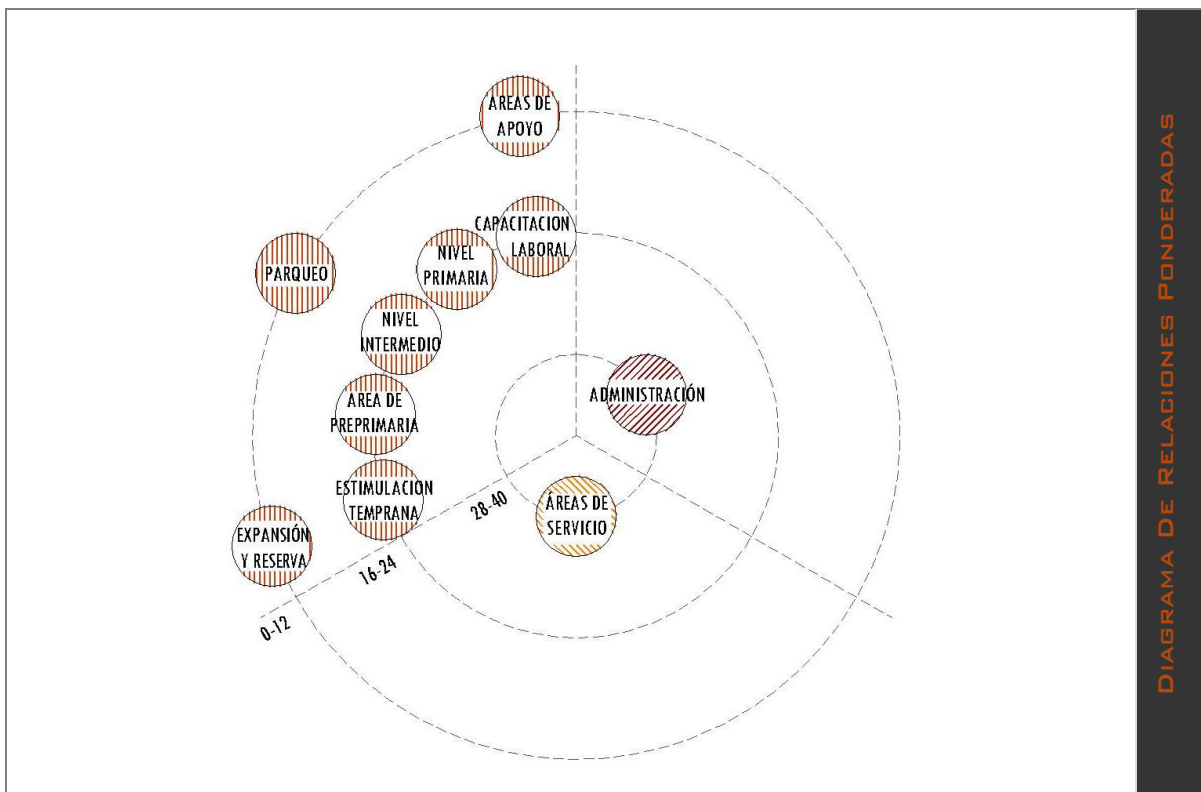 AREAS DE
APOYO
CAPACITACION
LABORAL
NIVEL
PRIMARIA
PARQUEO
NIVEL
INTERMEDIO
ADMINISTRACIÓN
AREA DE
PREPRIMARIA
ESTIMULACION
TEMPRANA
28-40
ÁREAS DE
SERVICIO
EXPANSIÓN
Y RESERVA
16-24
0-12
DIAGRAMA DE RELACIONES PONDERADAS